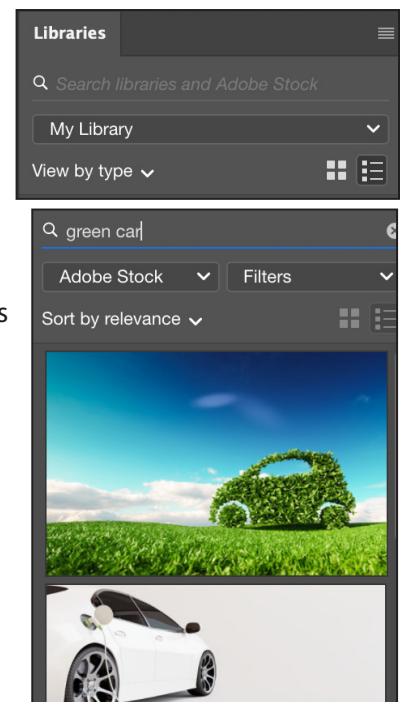 Libraries
Search libraries and Adobe Stock
My Library
View by type
green car
Adobe Stock Filters
s
Sort by relevance